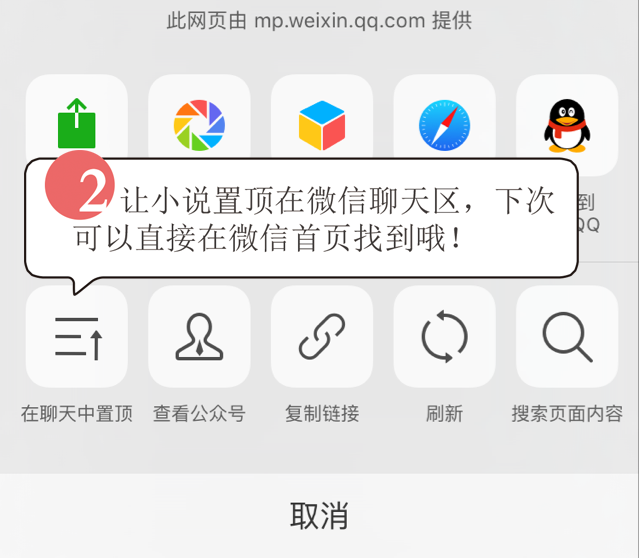 此网页由 mp.weixin.qq.com 提供
2 让小说置顶在微信聊天区，下次
可以直接在微信首页找到哦！
到
QQ
在聊天中置顶 查看公众号 复制链接 刷新 搜索页面内容
取消